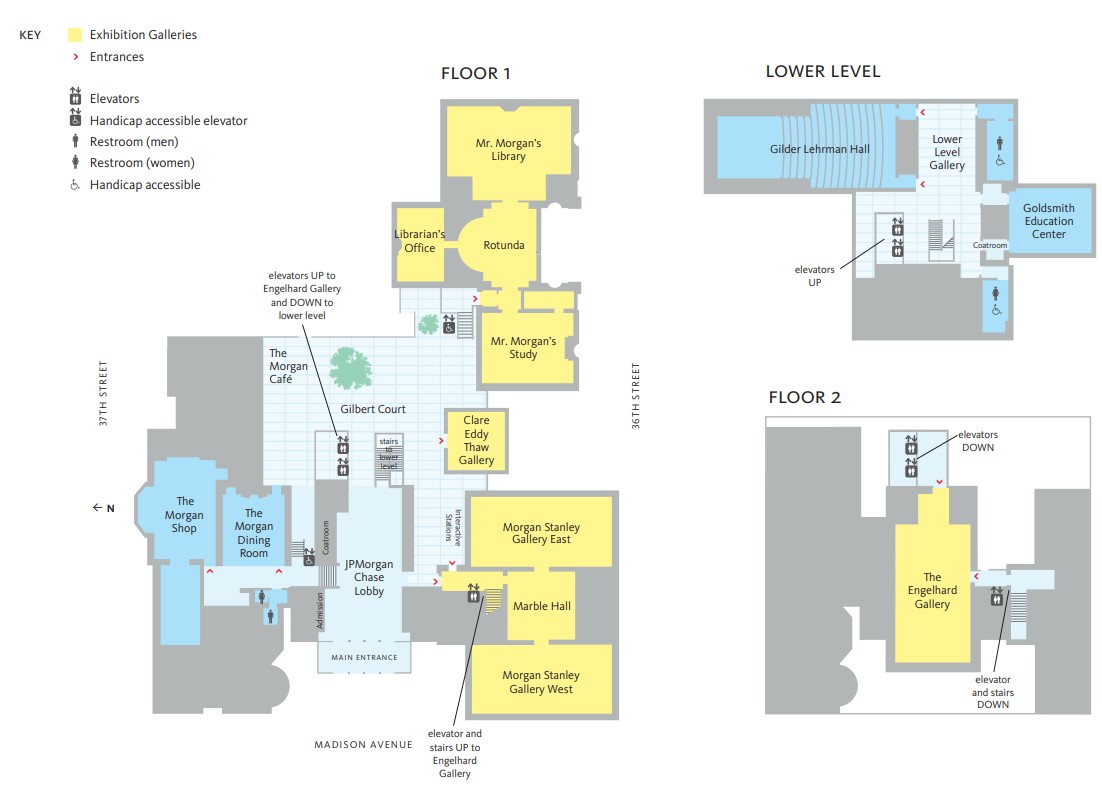 KEY
Exhibition Galleries
Entrances
Elevators
Handicap accessible elevator
Restroom (men)
Restroom (women)
Handicap accessible
FLOOR 1
Mr. Morgan's
Library
Librarian's
Office
Rotunda
elevators UP to
Engelhard Gallery
and DOWN to
lower level
Mr. Morgan's
Study
The
Morgan
Café
Gilbert Court
37TH STREET
36TH STREET
Clare
Eddy
Thaw
Gallery
stairs
to
lower
level
N
The
Morgan
Shop
The
Morgan
Dining
Room
Coatroom
Interactive
Stations
Morgan Stanley
Gallery East
JPMorgan
Chase
Lobby
Marble Hall
Admission
MAIN ENTRANCE
Morgan Stanley
Gallery West
MADISON AVENUE
elevator and
stairs UP to
Engelhard
Gallery
LOWER LEVEL
Gilder Lehrman Hall
Lower
Level
Gallery
Goldsmith
Education
Center
Coatroom
elevators
UP
FLOOR 2
elevators
DOWN
The
Engelhard
Gallery
elevator
and stairs
DOWN